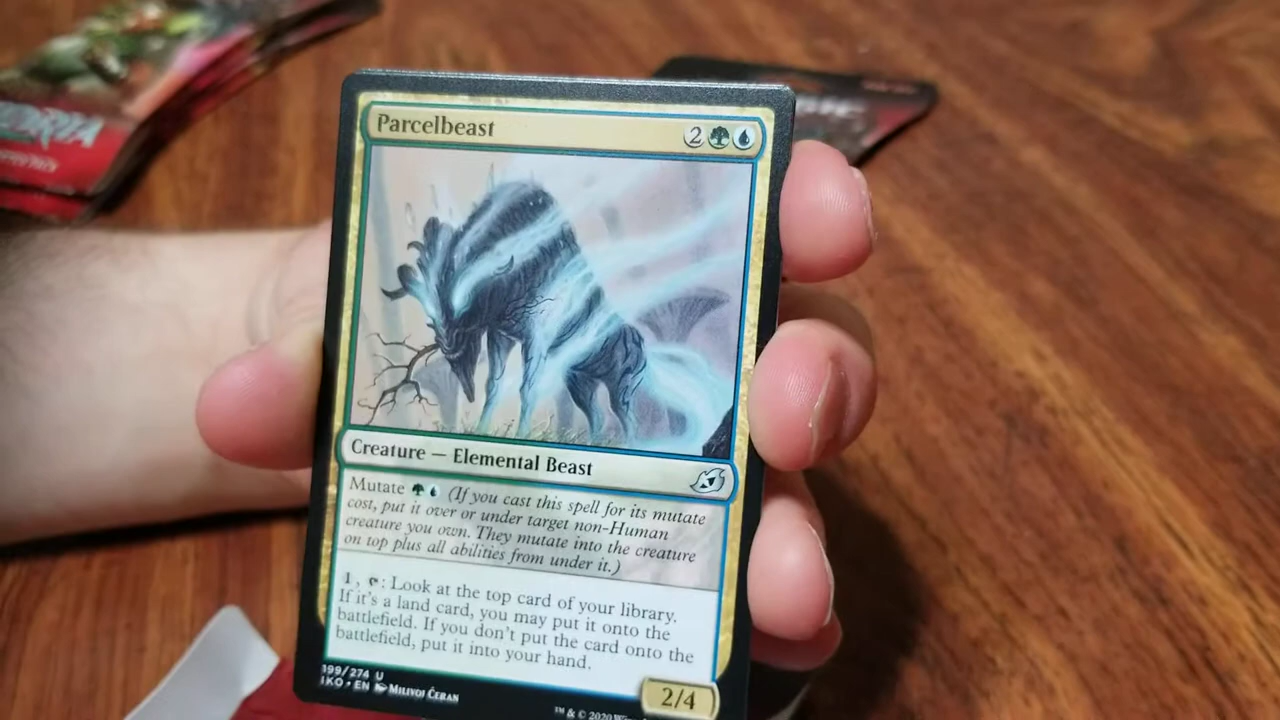 Parcelbeast 2
Creature — Elemental Beast
Mutate (If you cast this spell for its mutate
cost, put it over or under target non-Human
creature you own. They mutate into the creature
on top plus all abilities from under it.)
1, : Look at the top card of your library.
If it's a land card, you may put it onto the
battlefield. If you don't put the card onto the
battlefield, put it into your hand.
2/4
199/274 U
IKO • EN Milivoj Ćeran
™ & © 2020